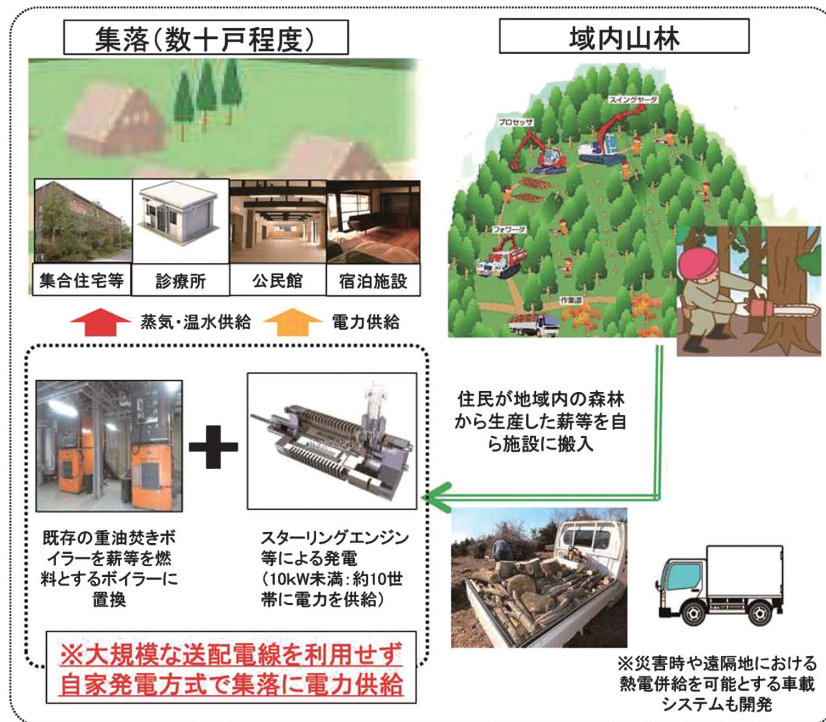 集落(数十戸程度)
域内山林
スイングヤーダ
プロセッサ
フォワーダ
作業道
集合住宅等
診療所
公民館
宿泊施設
蒸気・温水供給
電力供給
住民が地域内の森林
から生産した薪等を自
ら施設に搬入
既存の重油焚きボ
イラーを薪等を燃
料とするボイラーに
置換
スターリングエンジン
等による発電
(10kW未満:約10世
帯に電力を供給)
※大規模な送配電線を利用せず
自家発電方式で集落に電力供給
※災害時や遠隔地における
熱電併給を可能とする車載
システムも開発